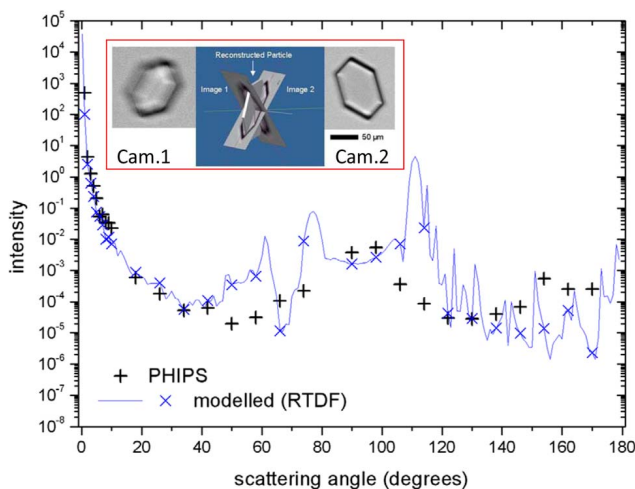 10^5
10^4
10^3
10^2
10^1
10^0
10^-1
10^-2
10^-3
10^-4
10^-5
10^-6
10^-7
10^-8
intensity
Reconstructed Particle
Image 1
Image 2
50 µm
Cam.1
Cam.2
PHIPS
modelled (RTDF)
0 20 40 60 80 100 120 140 160 180
scattering angle (degrees)